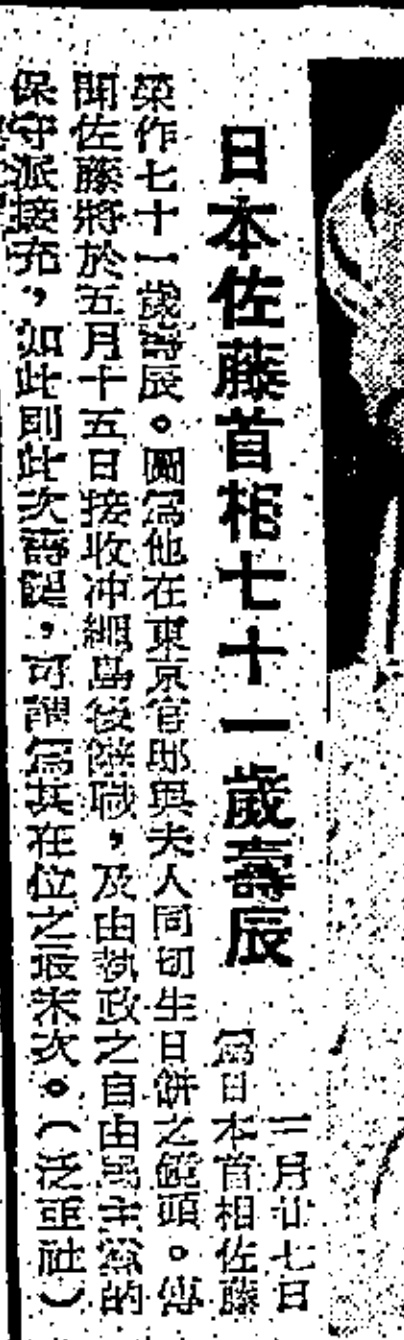 日本佐藤首相七十一歲壽辰
三月廿七日
為日本首相佐藤
榮作七十一歲壽辰。圖為他在東京官邸與夫人同切生日餅之鏡頭。傳
聞佐藤將於五月十五日接收冲繩島後辭職，及由執政之自由民主黨的
保守派接充，如此則此次壽誕，可謂為其在位之最末次。（泛亞社）